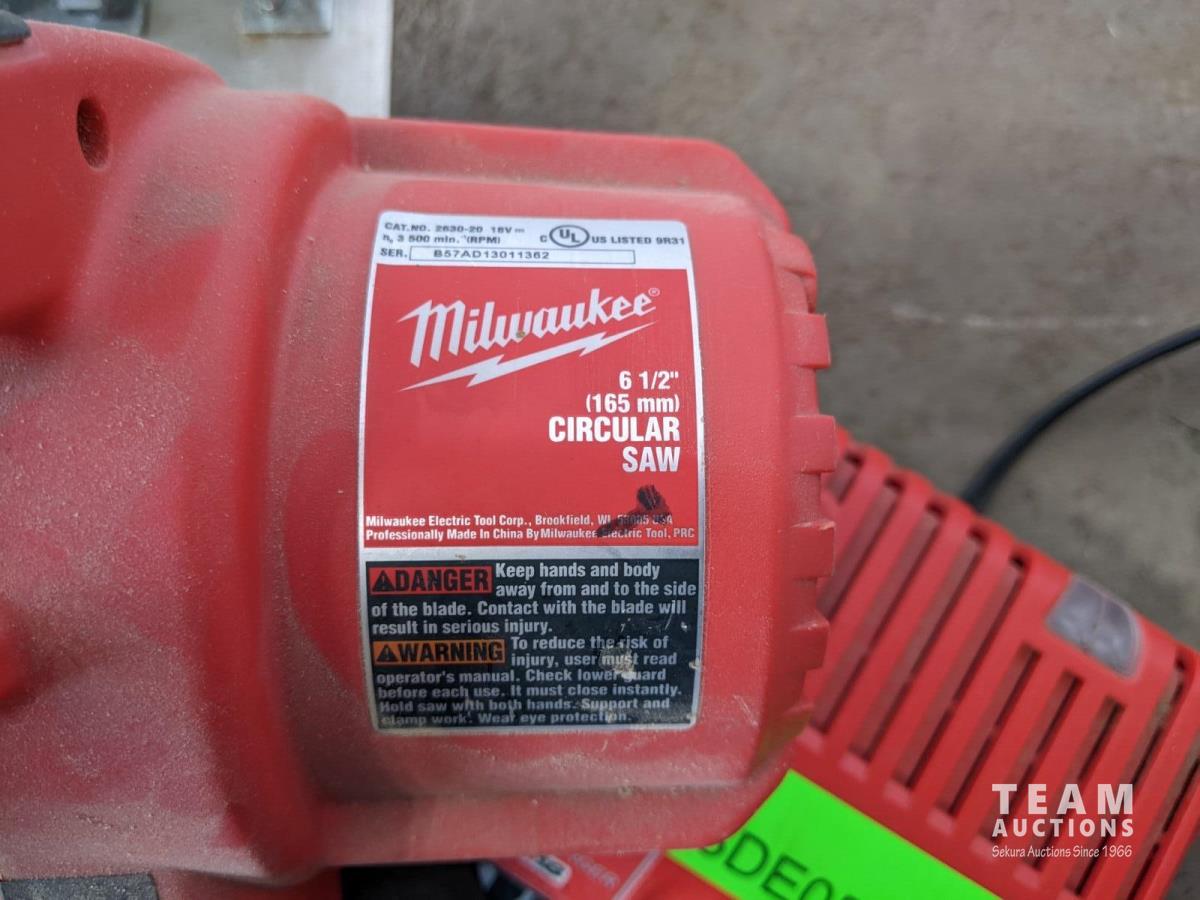 CAT.NO. 2630-20 18V
n₀ 3 500 min.⁻¹(RPM)
C UL US LISTED 9R31
SER. B57AD13011362
Milwaukee®
6 1/2"
(165 mm)
CIRCULAR
SAW
Milwaukee Electric Tool Corp., Brookfield, WI, 53005 USA
Professionally Made In China By Milwaukee Electric Tool, PRC
DANGER Keep hands and body
away from and to the side
of the blade. Contact with the blade will
result in serious injury.
WARNING To reduce the risk of
injury, user must read
operator's manual. Check lower guard
before each use. It must close instantly.
Hold saw with both hands. Support and
clamp work. Wear eye protection.
TEAM
AUCTIONS
Sekura Auctions Since 1966